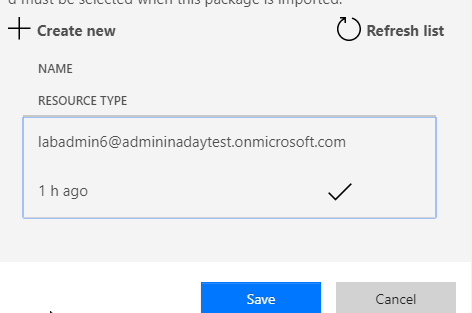 d must be selected when this package is imported.
Create new Refresh list
NAME
RESOURCE TYPE
labadmin6@admininadaytest.onmicrosoft.com
1 h ago
Save Cancel